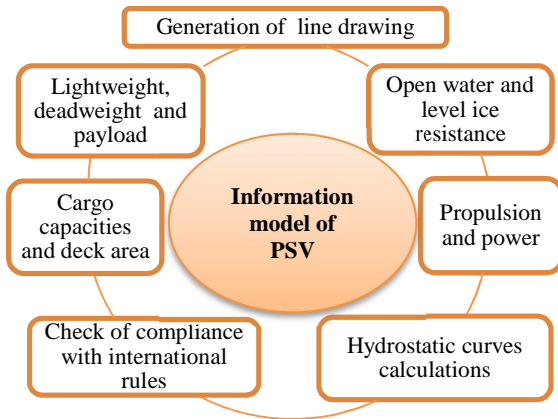 Generation of line drawing
Open water and
level ice
resistance
Propulsion
and power
Hydrostatic curves
calculations
Check of compliance
with international
rules
Cargo
capacities
and deck area
Lightweight,
deadweight and
payload
Information
model of
PSV